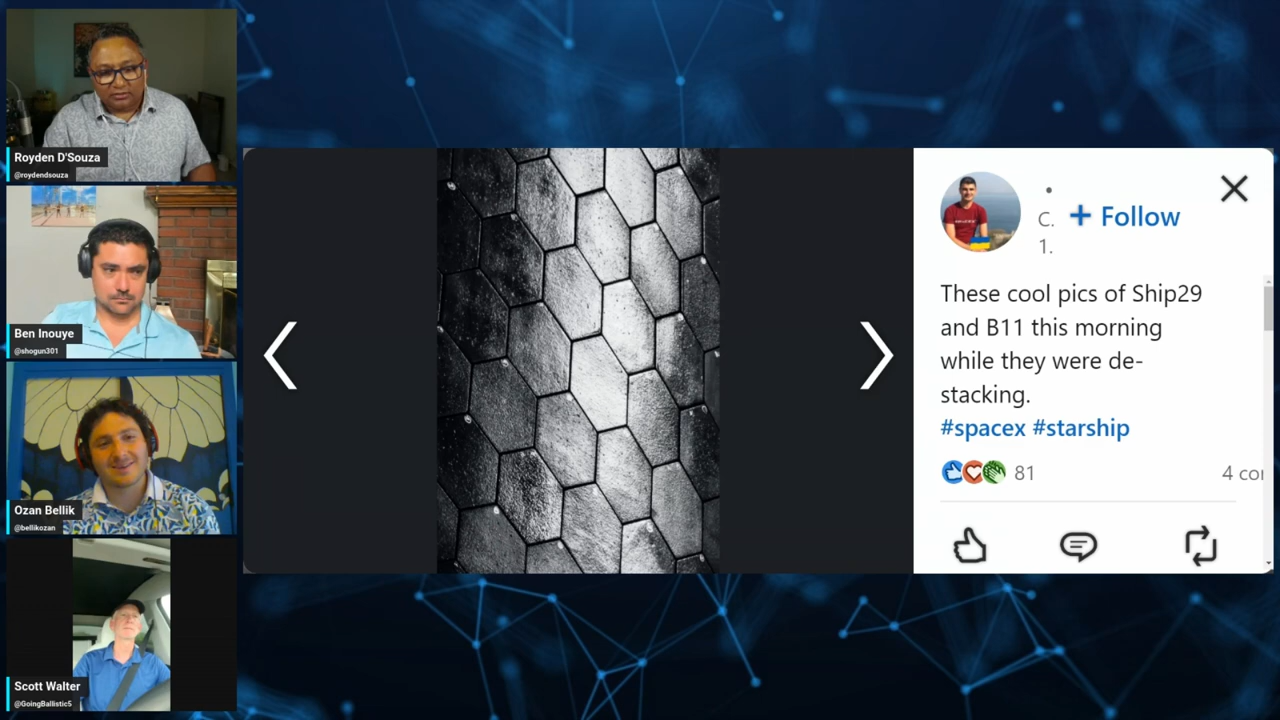 Royden D'Souza
@roydendsouza
Ben Inouye
@shogun301
Ozan Bellik
@bellikozan
Scott Walter
@GoingBallistic5
C.
1.
+ Follow
These cool pics of Ship29
and B11 this morning
while they were de-
stacking.
#spacex #starship
81
4 co